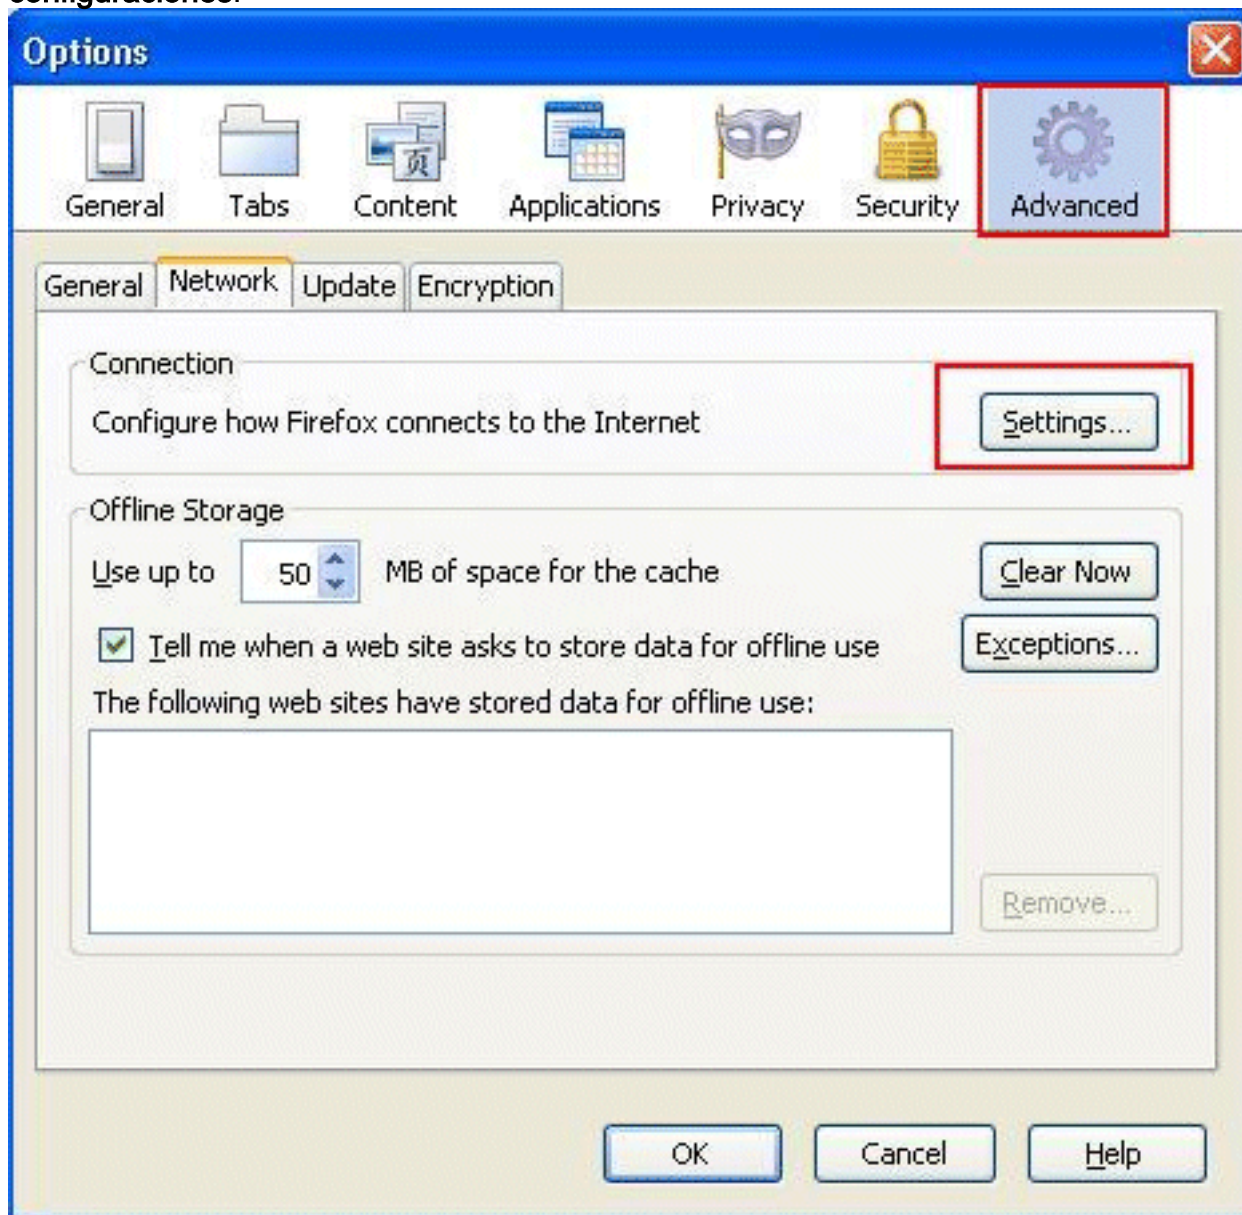 configuraciones.
Options
页
General Tabs Content Applications Privacy Security Advanced
General Network Update Encryption
Connection
Configure how Firefox connects to the Internet Settings...
Offline Storage
Use up to 50 MB of space for the cache Clear Now
Tell me when a web site asks to store data for offline use Exceptions...
The following web sites have stored data for offline use:
Remove...
OK Cancel Help